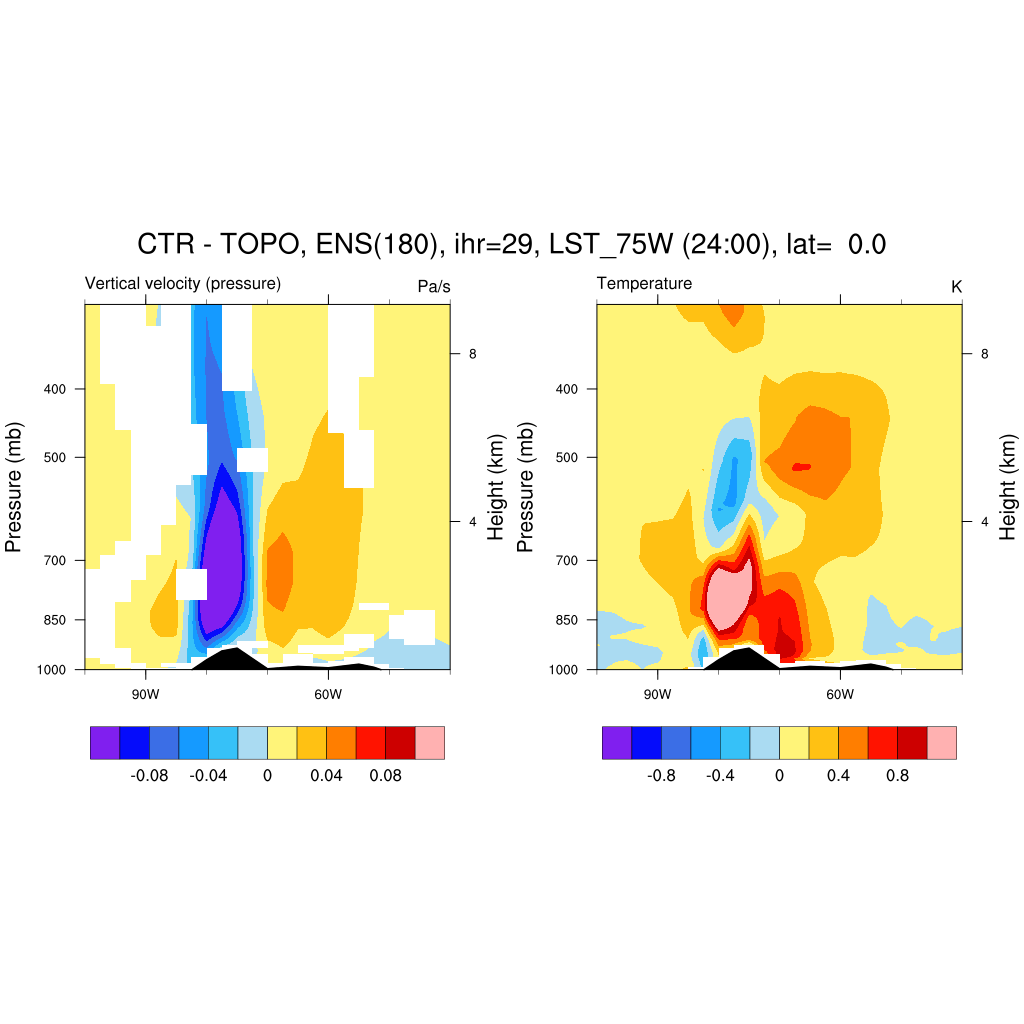 CTR - TOPO, ENS(180), ihr=29, LST_75W (24:00), lat=  0.0
Vertical velocity (pressure)
Pa/s
Pressure (mb)
400
500
700
850
1000
90W
60W
8
4
Height (km)
-0.08
-0.04
0
0.04
0.08
Temperature
K
Pressure (mb)
400
500
700
850
1000
90W
60W
8
4
Height (km)
-0.8
-0.4
0
0.4
0.8